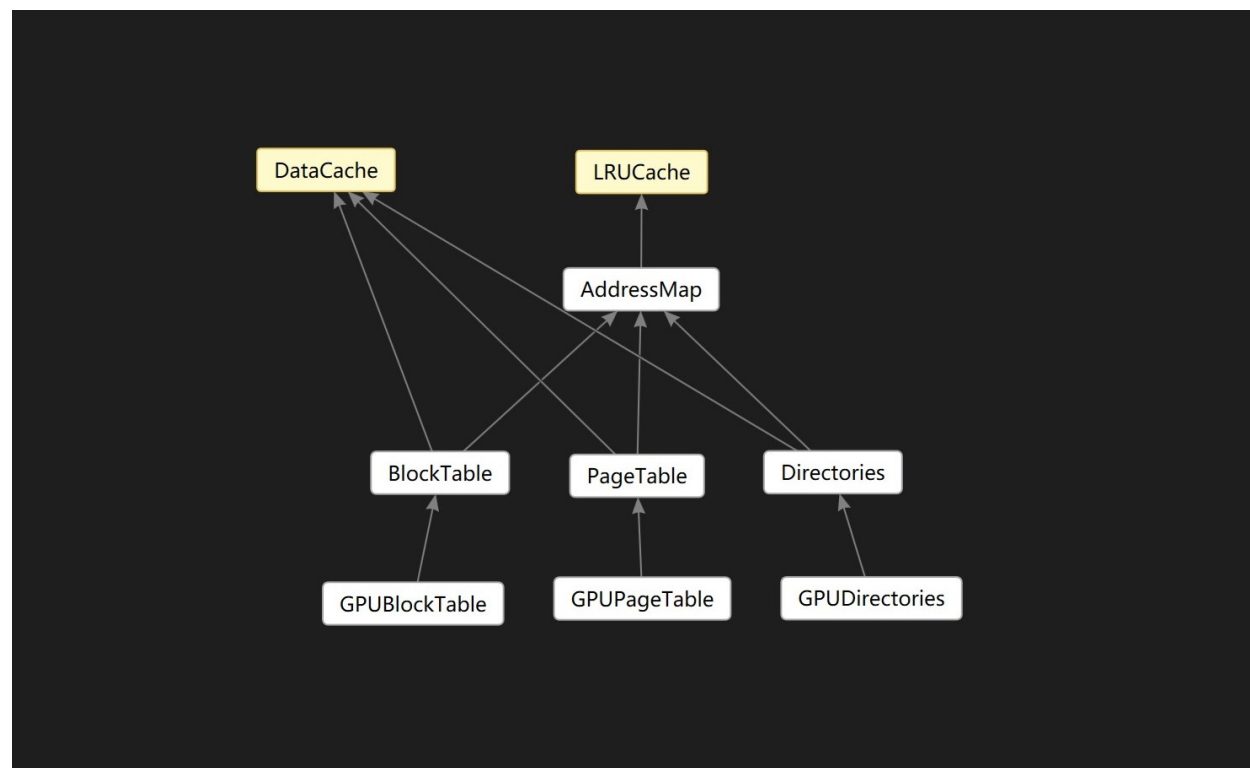 DataCache
LRUCache
AddressMap
BlockTable
PageTable
Directories
GPUBlockTable
GPUPageTable
GPUDirectories